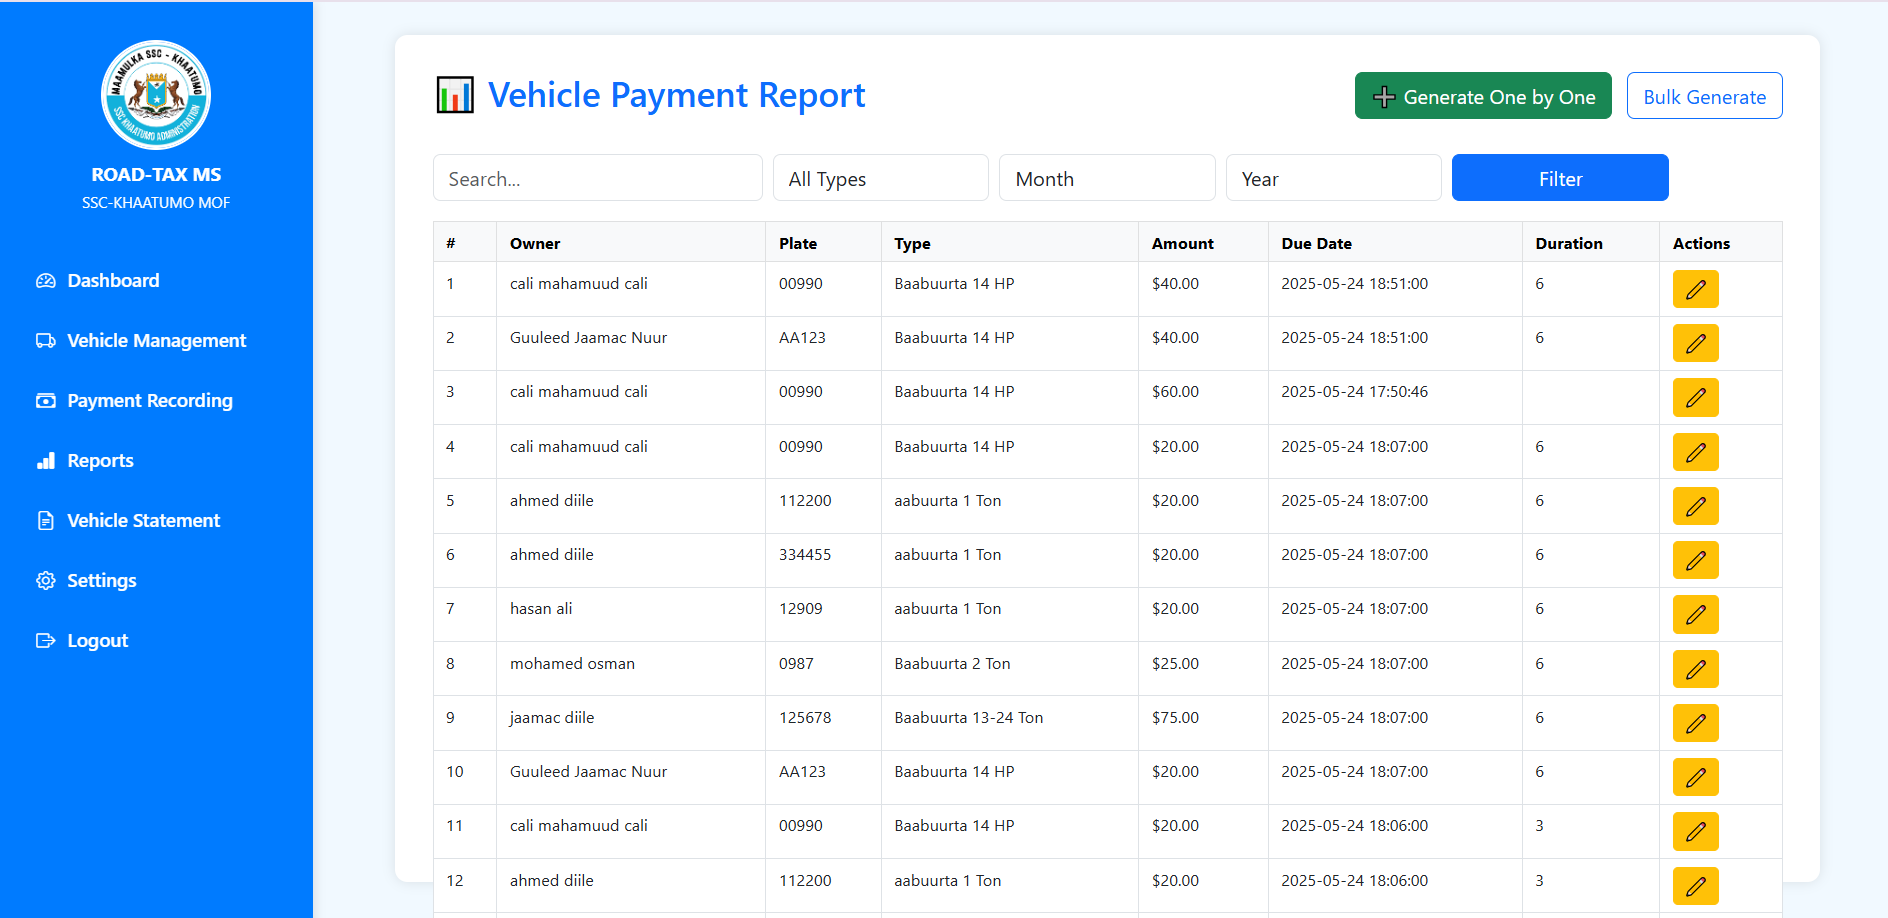 MAAMULKA SSC - KHAATUMO
SSC KHAATUMO ADMINISTRATION
ROAD-TAX MS
SSC-KHAATUMO MOF
Dashboard
Vehicle Management
Payment Recording
Reports
Vehicle Statement
Settings
Logout
Vehicle Payment Report
Generate One by One
Bulk Generate
Search... All Types Month Year Filter
# Owner Plate Type Amount Due Date Duration Actions
1 cali mahamuud cali 00990 Baabuurta 14 HP $40.00 2025-05-24 18:51:00 6
2 Guuleed Jaamac Nuur AA123 Baabuurta 14 HP $40.00 2025-05-24 18:51:00 6
3 cali mahamuud cali 00990 Baabuurta 14 HP $60.00 2025-05-24 17:50:46
4 cali mahamuud cali 00990 Baabuurta 14 HP $20.00 2025-05-24 18:07:00 6
5 ahmed diile 112200 aabuurta 1 Ton $20.00 2025-05-24 18:07:00 6
6 ahmed diile 334455 aabuurta 1 Ton $20.00 2025-05-24 18:07:00 6
7 hasan ali 12909 aabuurta 1 Ton $20.00 2025-05-24 18:07:00 6
8 mohamed osman 0987 Baabuurta 2 Ton $25.00 2025-05-24 18:07:00 6
9 jaamac diile 125678 Baabuurta 13-24 Ton $75.00 2025-05-24 18:07:00 6
10 Guuleed Jaamac Nuur AA123 Baabuurta 14 HP $20.00 2025-05-24 18:07:00 6
11 cali mahamuud cali 00990 Baabuurta 14 HP $20.00 2025-05-24 18:06:00 3
12 ahmed diile 112200 aabuurta 1 Ton $20.00 2025-05-24 18:06:00 3